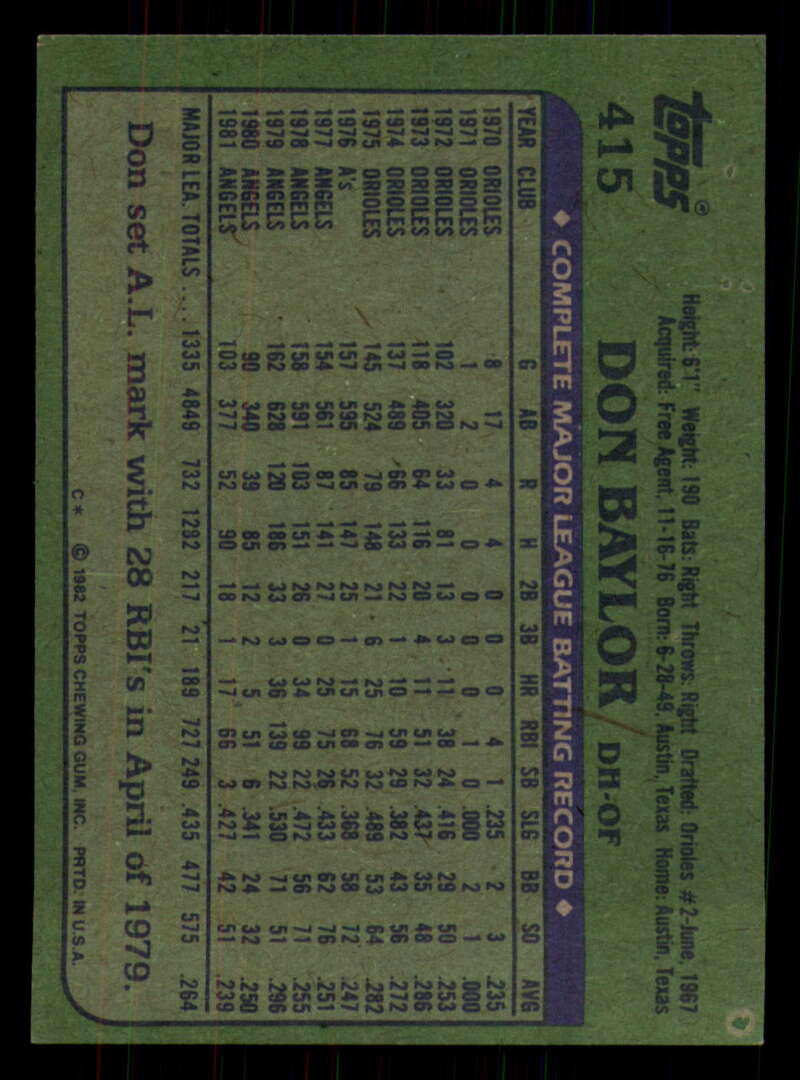 topps®
415 DON BAYLOR DH-OF
Height: 6'1" Weight: 190 Bats: Right Throws: Right Drafted: Orioles #2-June, 1967
Acquired: Free Agent, 11-16-76 Born: 6-28-49, Austin, Texas Home: Austin, Texas
◆ COMPLETE MAJOR LEAGUE BATTING RECORD ◆
YEAR CLUB G AB R H 2B 3B HR RBI SB SLG BB SO AVG
1970 ORIOLES 8 17 4 4 0 0 0 4 1 .235 2 3 .235
1971 ORIOLES 1 2 0 0 0 0 0 1 0 .000 2 1 .000
1972 ORIOLES 102 320 33 81 13 3 11 38 24 .416 29 50 .253
1973 ORIOLES 118 405 64 116 20 4 11 51 32 .437 35 48 .286
1974 ORIOLES 137 489 66 133 22 1 10 59 29 .382 43 56 .272
1975 ORIOLES 145 524 79 148 21 6 25 76 32 .489 53 64 .282
1976 A's 157 595 85 147 25 1 15 68 52 .368 58 72 .247
1977 ANGELS 154 561 87 141 27 0 25 75 26 .433 62 76 .251
1978 ANGELS 158 591 103 151 26 0 34 99 22 .472 56 71 .255
1979 ANGELS 162 628 120 186 33 3 36 139 22 .530 71 51 .296
1980 ANGELS 90 340 39 85 12 2 5 51 6 .341 24 32 .250
1981 ANGELS 103 377 52 90 18 1 17 66 3 .427 42 51 .239
MAJOR LEA. TOTALS .... 1335 4849 732 1282 217 21 189 727 249 .435 477 575 .264
Don set A.L. mark with 28 RBI's in April of 1979.
C* © 1982 TOPPS CHEWING GUM, INC. PRTD. IN U.S.A.